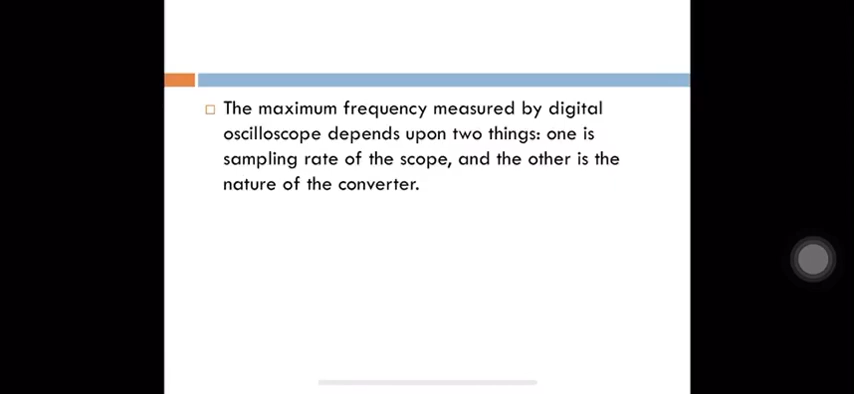 The maximum frequency measured by digital
oscilloscope depends upon two things: one is
sampling rate of the scope, and the other is the
nature of the converter.